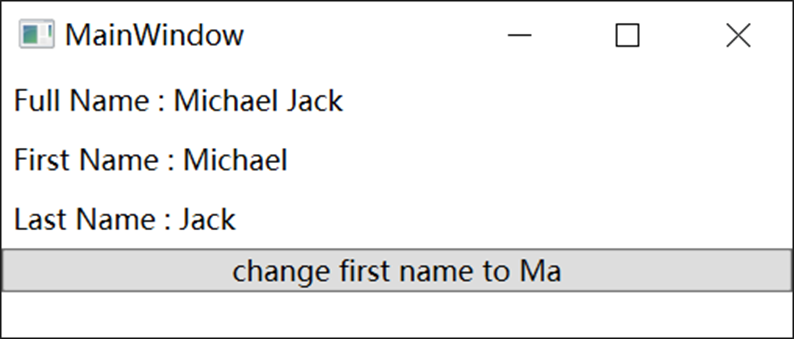 MainWindow
Full Name : Michael Jack
First Name : Michael
Last Name : Jack
change first name to Ma